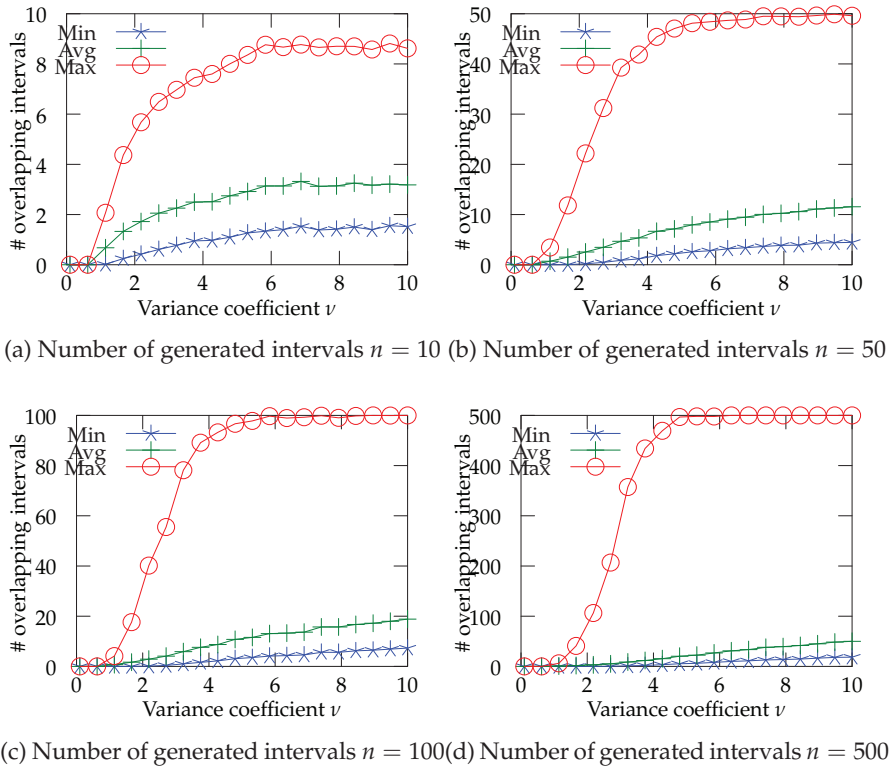 10
8
6
4
2
0
0 2 4 6 8 10
# overlapping intervals
Variance coefficient ν
Min
Avg
Max
50
40
30
20
10
0
0 2 4 6 8 10
# overlapping intervals
Variance coefficient ν
Min
Avg
Max
(a) Number of generated intervals n = 10 (b) Number of generated intervals n = 50
100
80
60
40
20
0
0 2 4 6 8 10
# overlapping intervals
Variance coefficient ν
Min
Avg
Max
500
400
300
200
100
0
0 2 4 6 8 10
# overlapping intervals
Variance coefficient ν
Min
Avg
Max
(c) Number of generated intervals n = 100(d) Number of generated intervals n = 500